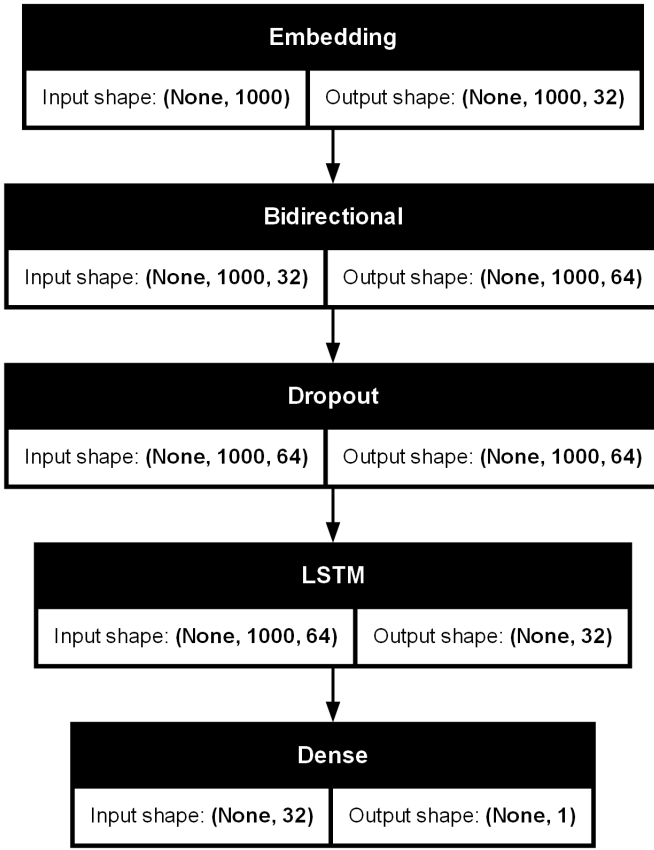 Embedding
Input shape: (None, 1000) Output shape: (None, 1000, 32)
Bidirectional
Input shape: (None, 1000, 32) Output shape: (None, 1000, 64)
Dropout
Input shape: (None, 1000, 64) Output shape: (None, 1000, 64)
LSTM
Input shape: (None, 1000, 64) Output shape: (None, 32)
Dense
Input shape: (None, 32) Output shape: (None, 1)